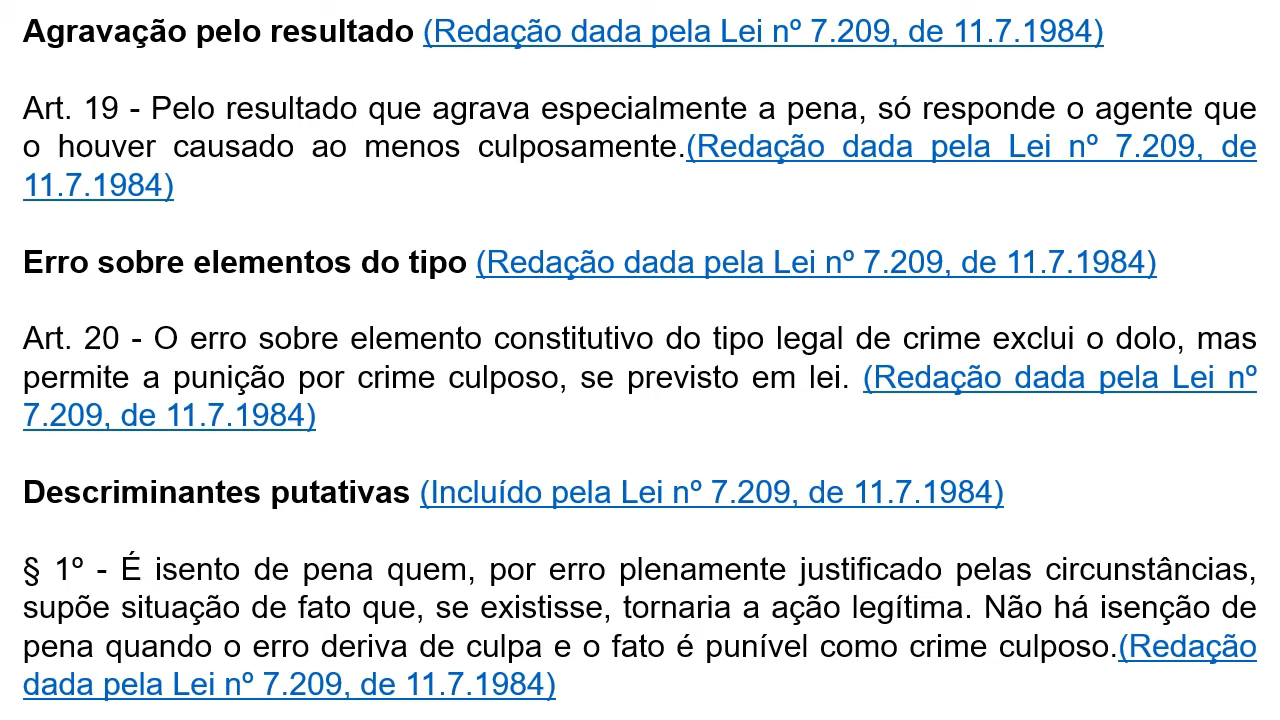 Agravação pelo resultado (Redação dada pela Lei nº 7.209, de 11.7.1984)
Art. 19 - Pelo resultado que agrava especialmente a pena, só responde o agente que
o houver causado ao menos culposamente.(Redação dada pela Lei nº 7.209, de
11.7.1984)
Erro sobre elementos do tipo (Redação dada pela Lei nº 7.209, de 11.7.1984)
Art. 20 - O erro sobre elemento constitutivo do tipo legal de crime exclui o dolo, mas
permite a punição por crime culposo, se previsto em lei. (Redação dada pela Lei nº
7.209, de 11.7.1984)
Descriminantes putativas (Incluído pela Lei nº 7.209, de 11.7.1984)
§ 1º - É isento de pena quem, por erro plenamente justificado pelas circunstâncias,
supõe situação de fato que, se existisse, tornaria a ação legítima. Não há isenção de
pena quando o erro deriva de culpa e o fato é punível como crime culposo.(Redação
dada pela Lei nº 7.209, de 11.7.1984)